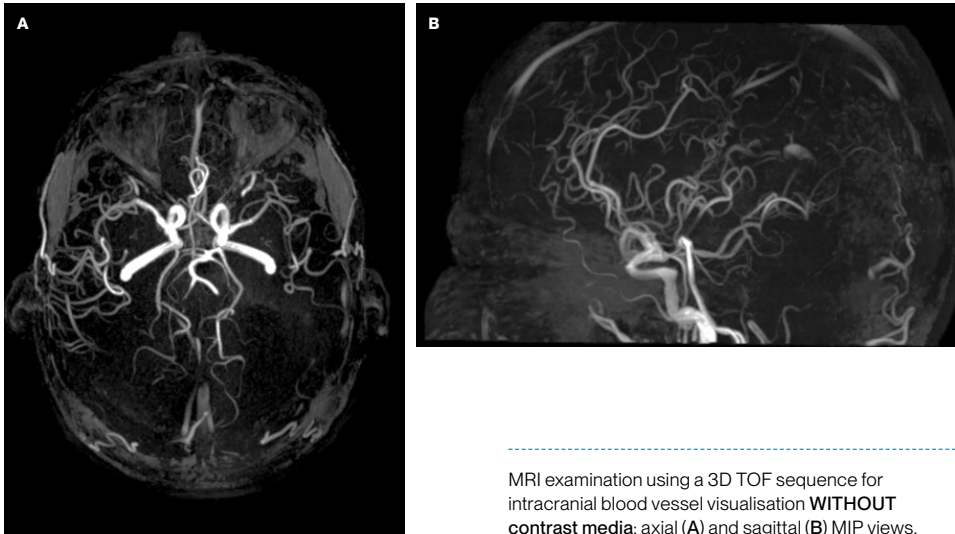 A
B
MRI examination using a 3D TOF sequence for
intracranial blood vessel visualisation WITHOUT
contrast media: axial (A) and sagittal (B) MIP views.